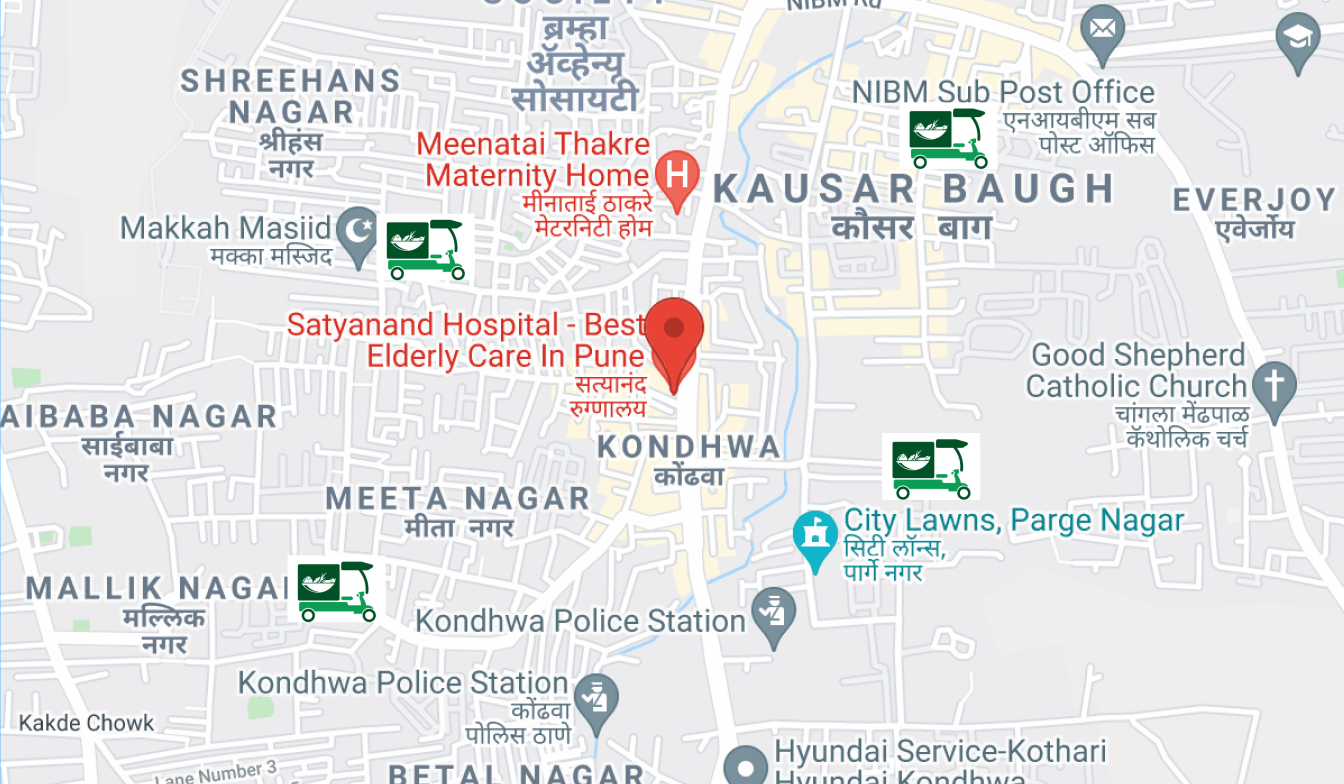 NIBM Rd
ब्रम्हा
ॲव्हेन्यू
सोसायटी
SHREEHANS
NAGAR
श्रीहंस
नगर
NIBM Sub Post Office
एनआयबीएम सब
पोस्ट ऑफिस
Meenatai Thakre
Maternity Home
मीनाताई ठाकरे
मेटरनिटी होम
H
KAUSAR BAUGH
कौसर बाग
EVERJOY
एवेर्जोय
Makkah Masjid
मक्का मस्जिद
Satyanand Hospital - Best
Elderly Care In Pune
सत्यानंद
रुग्णालय
Good Shepherd
Catholic Church
चांगला मेंढपाळ
कॅथोलिक चर्च
AIBABA NAGAR
साईबाबा
नगर
KONDHWA
कोंढवा
MEETA NAGAR
मीता नगर
City Lawns, Parge Nagar
सिटी लॉन्स,
पार्गे नगर
MALLIK NAGAR
मल्लिक
नगर
Kondhwa Police Station
Kondhwa Police Station
कोंढवा
पोलिस ठाणे
Kakde Chowk
Lane Number 3
BETAL NAGAR
Hyundai Service-Kothari
Hyundai Kondhwa